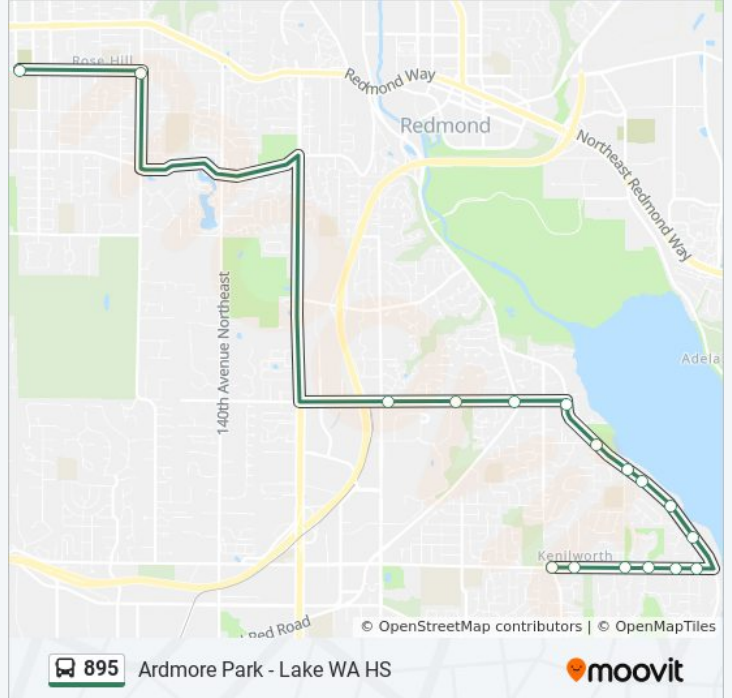 Rose Hill
Redmond Way
Redmond
Northeast Redmond Way
140th Avenue Northeast
Adela
Kenilworth
Red Road
© OpenStreetMap contributors | © OpenMapTiles
895 Ardmore Park - Lake WA HS
moovit